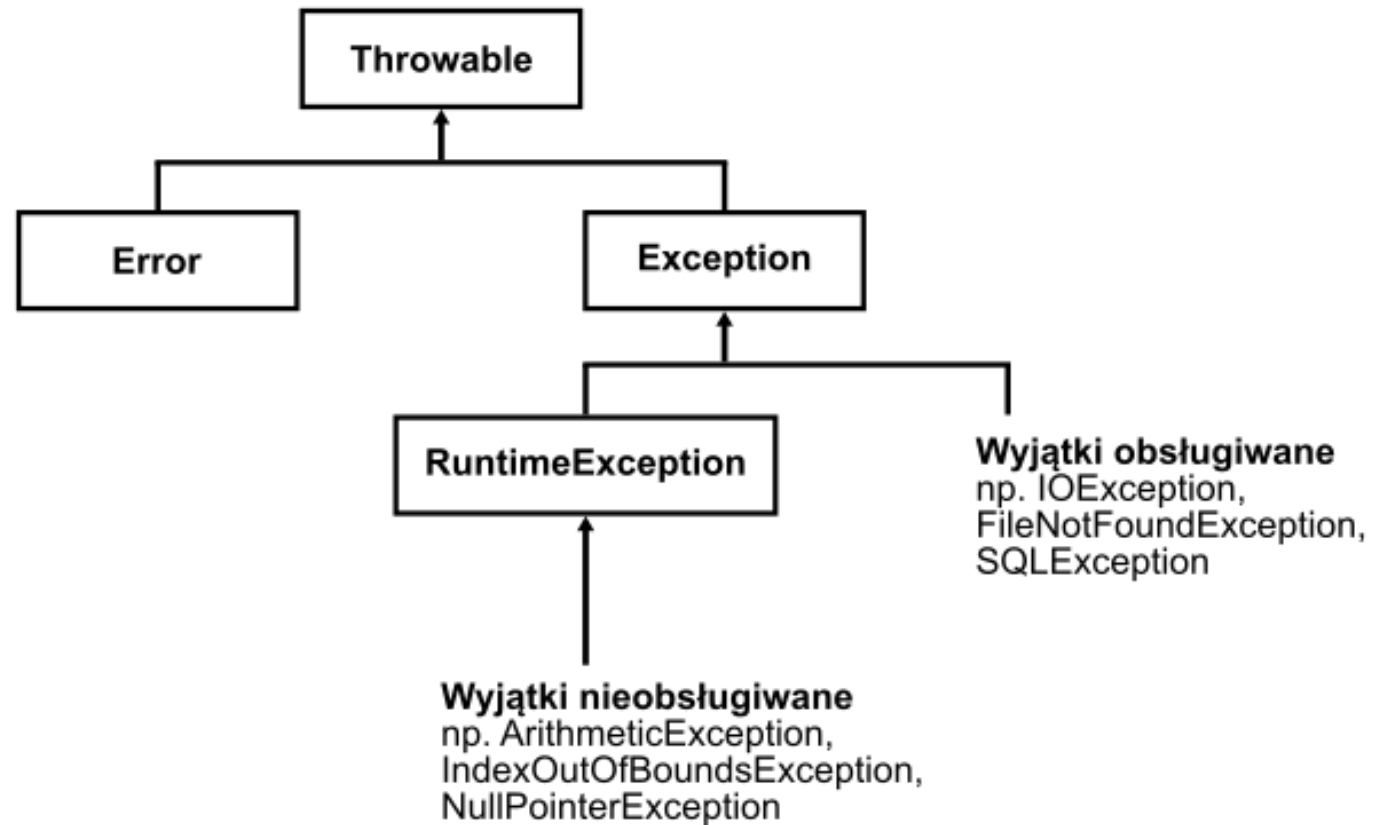 Throwable
Error
Exception
RuntimeException
Wyjątki obsługiwane
np. IOException,
FileNotFoundException,
SQLException
Wyjątki nieobsługiwane
np. ArithmeticException,
IndexOutOfBoundsException,
NullPointerException